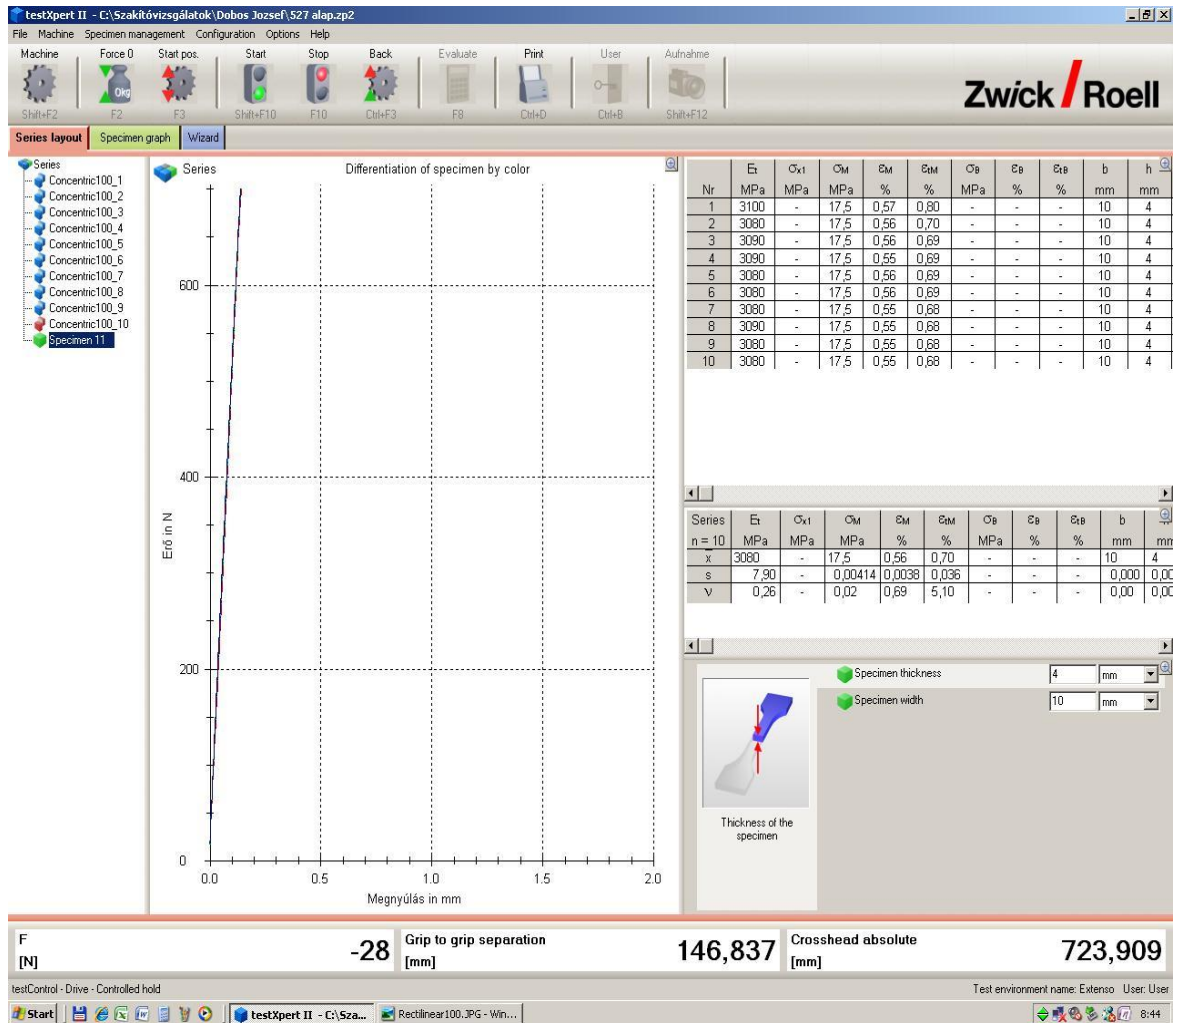 testXpert II - C:\Szakítóvizsgálatok\Dobos Jozsef\527 alap.zp2
File Machine Specimen management Configuration Options Help
Machine Force 0 Start pos. Start Stop Back Evaluate Print User Aufnahme
0kg
Shift+F2 F2 F3 Shift+F10 F10 Ctrl+F3 F8 Ctrl+D Ctrl+B Shift+F12
Zwick / Roell
Series layout Specimen graph Wizard
Series
Concentric100_1
Concentric100_2
Concentric100_3
Concentric100_4
Concentric100_5
Concentric100_6
Concentric100_7
Concentric100_8
Concentric100_9
Concentric100_10
Specimen 11
Series Differentiation of specimen by color
600
400
200
0
Erő in N
0.0 0.5 1.0 1.5 2.0
Megnyúlás in mm
Et σx1 σM εM εtM σB εB εtB b h
Nr MPa MPa MPa % % MPa % % mm mm
1 3100 - 17,5 0,57 0,80 - - - 10 4
2 3080 - 17,5 0,56 0,70 - - - 10 4
3 3090 - 17,5 0,56 0,69 - - - 10 4
4 3090 - 17,5 0,55 0,69 - - - 10 4
5 3080 - 17,5 0,56 0,69 - - - 10 4
6 3080 - 17,5 0,56 0,69 - - - 10 4
7 3080 - 17,5 0,55 0,68 - - - 10 4
8 3090 - 17,5 0,55 0,68 - - - 10 4
9 3080 - 17,5 0,55 0,68 - - - 10 4
10 3080 - 17,5 0,55 0,68 - - - 10 4
Series Et σx1 σM εM εtM σB εB εtB b
n = 10 MPa MPa MPa % % MPa % % mm mm
x̄ 3080 - 17,5 0,56 0,70 - - - 10 4
s 7,90 - 0,00414 0,0038 0,036 - - - 0,000 0,00
ν 0,26 - 0,02 0,69 5,10 - - - 0,00 0,00
Specimen thickness 4 mm
Specimen width 10 mm
Thickness of the
specimen
F
[N]
-28
Grip to grip separation
[mm]
146,837
Crosshead absolute
[mm]
723,909
testControl - Drive - Controlled hold Test environment name: Extenso User: User
Start testXpert II - C:\Sza... Rectilinear100.JPG - Win... 8:44